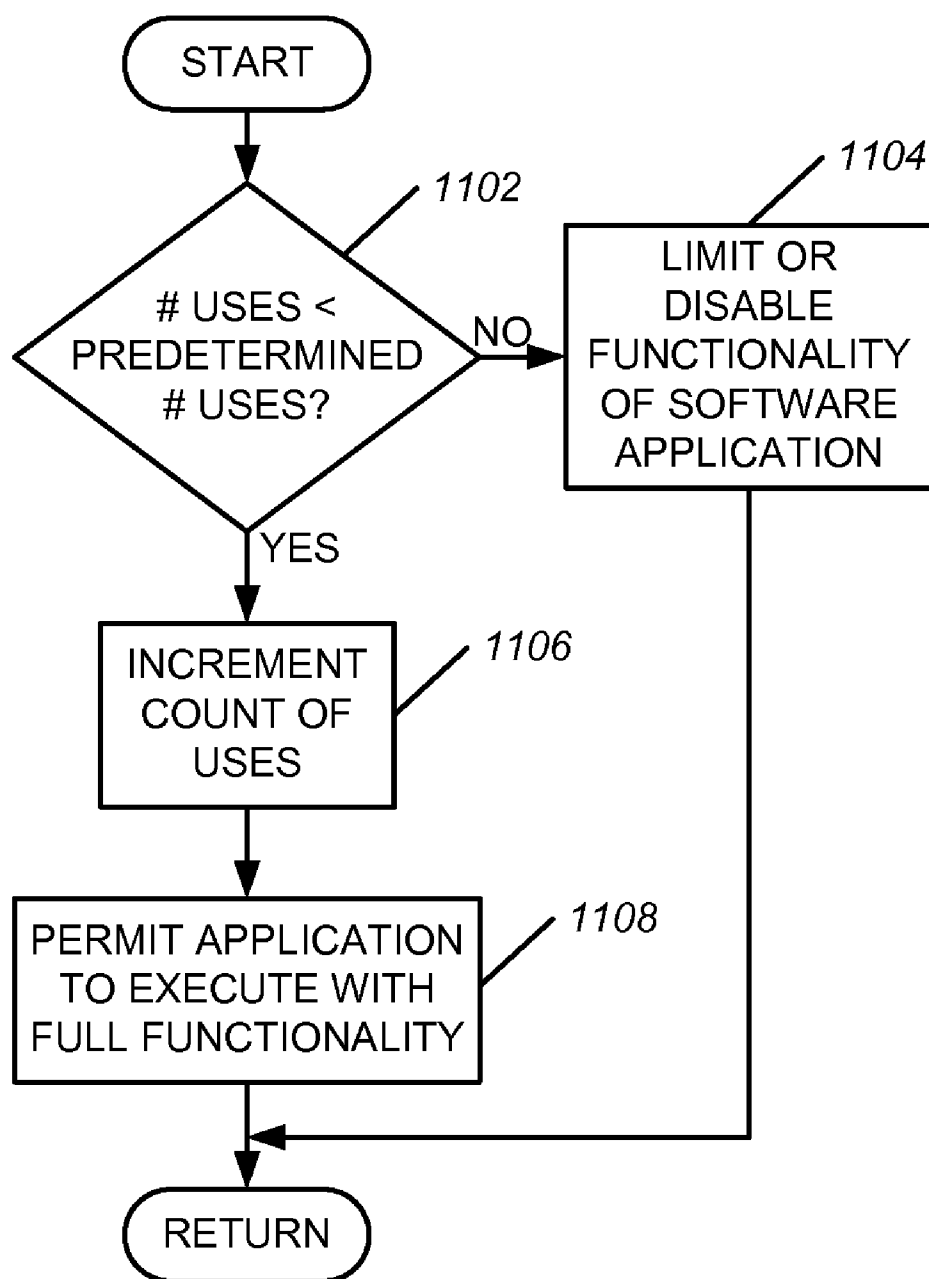 START
1102
# USES <
PREDETERMINED
# USES?
NO
1104
LIMIT OR
DISABLE
FUNCTIONALITY
OF SOFTWARE
APPLICATION
YES
INCREMENT
COUNT OF
USES
1106
PERMIT APPLICATION
TO EXECUTE WITH
FULL FUNCTIONALITY
1108
RETURN